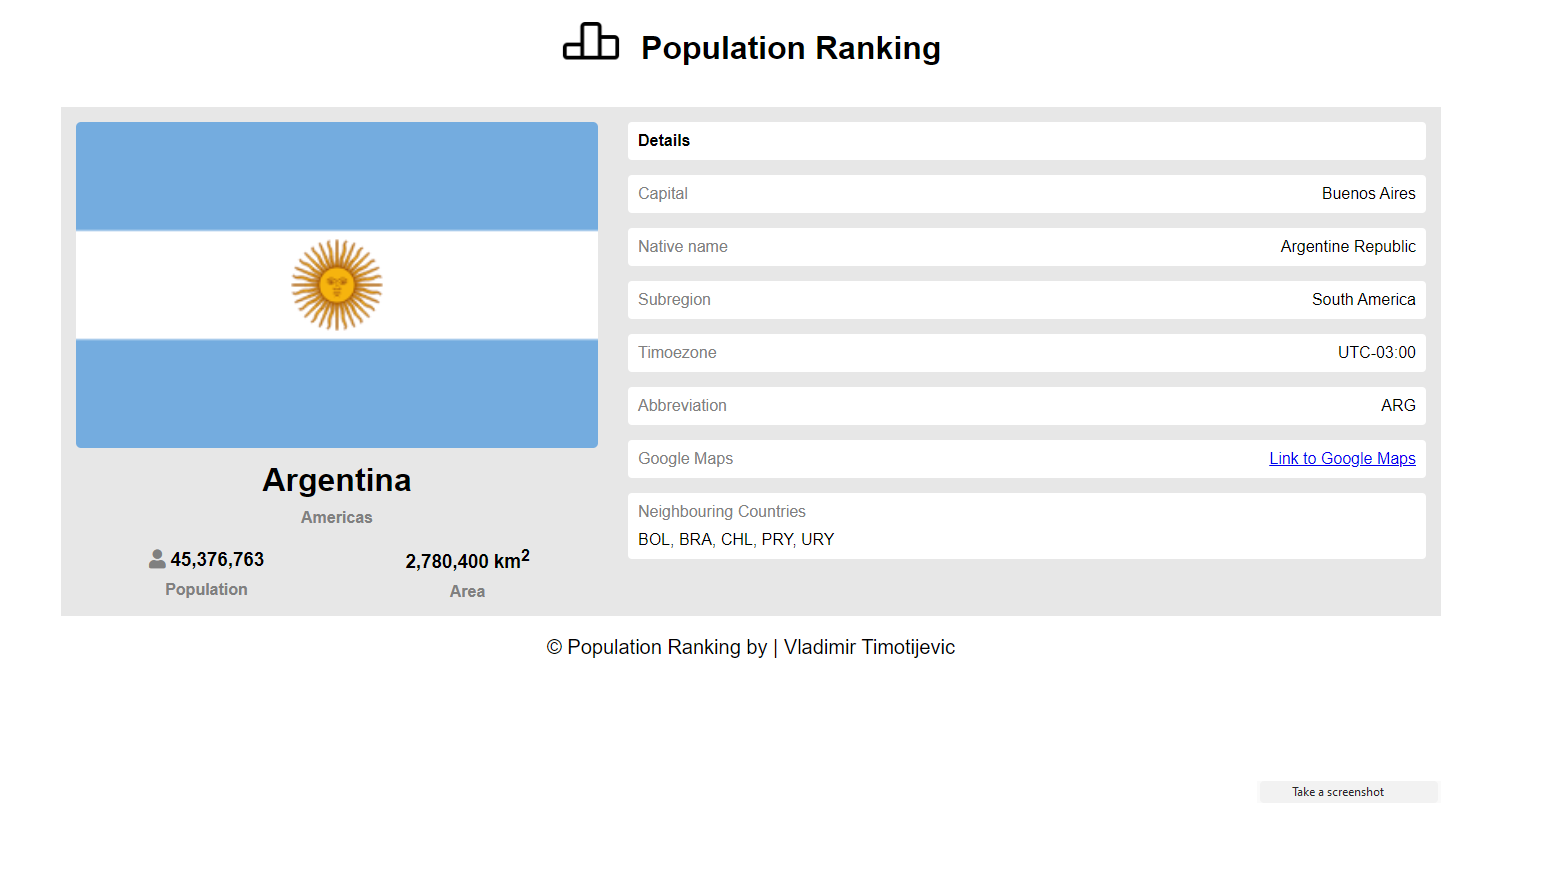 Population Ranking
Argentina
Americas
45,376,763
Population
2,780,400 km²
Area
Details
Capital Buenos Aires
Native name Argentine Republic
Subregion South America
Timoezone UTC-03:00
Abbreviation ARG
Google Maps Link to Google Maps
Neighbouring Countries
BOL, BRA, CHL, PRY, URY
© Population Ranking by | Vladimir Timotijevic
Take a screenshot